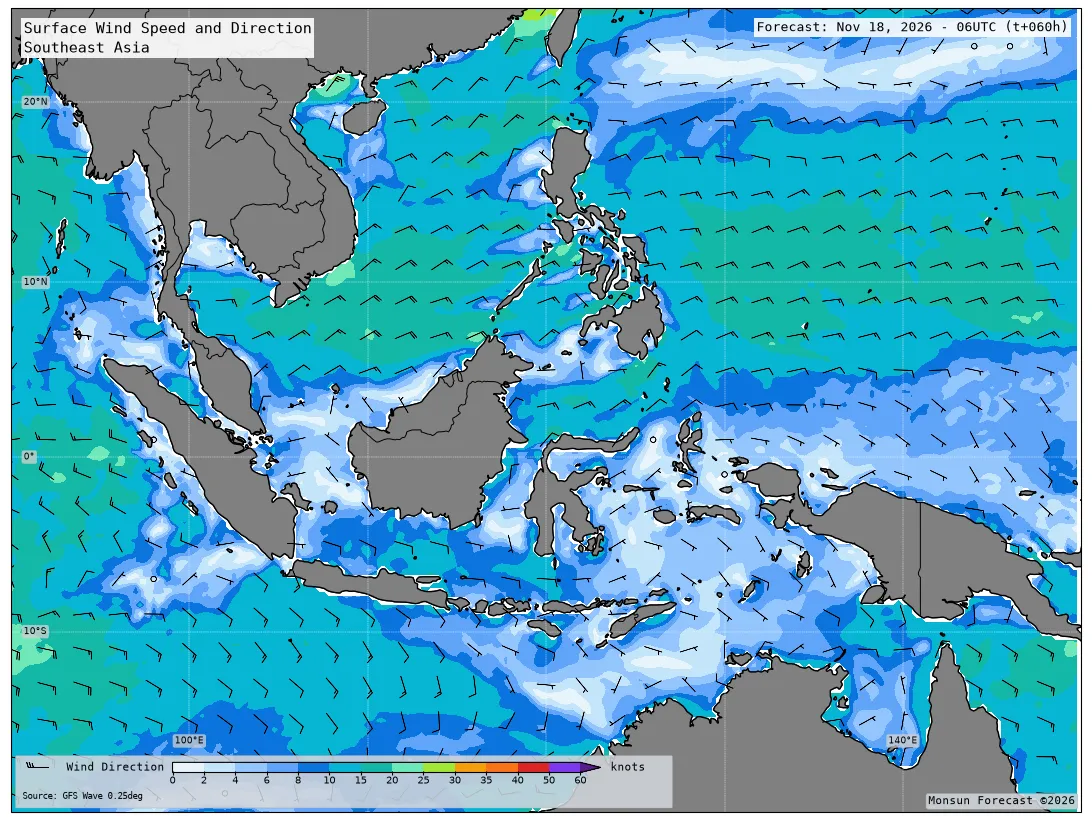 Surface Wind Speed and Direction
Southeast Asia
Forecast: Nov 18, 2026 - 06UTC (t+060h)
20°N
10°N
0°
10°S
100°E
140°E
Wind Direction
0 2 4 6 8 10 15 20 25 30 35 40 50 60
knots
Source: GFS Wave 0.25deg
Monsun Forecast ©2026